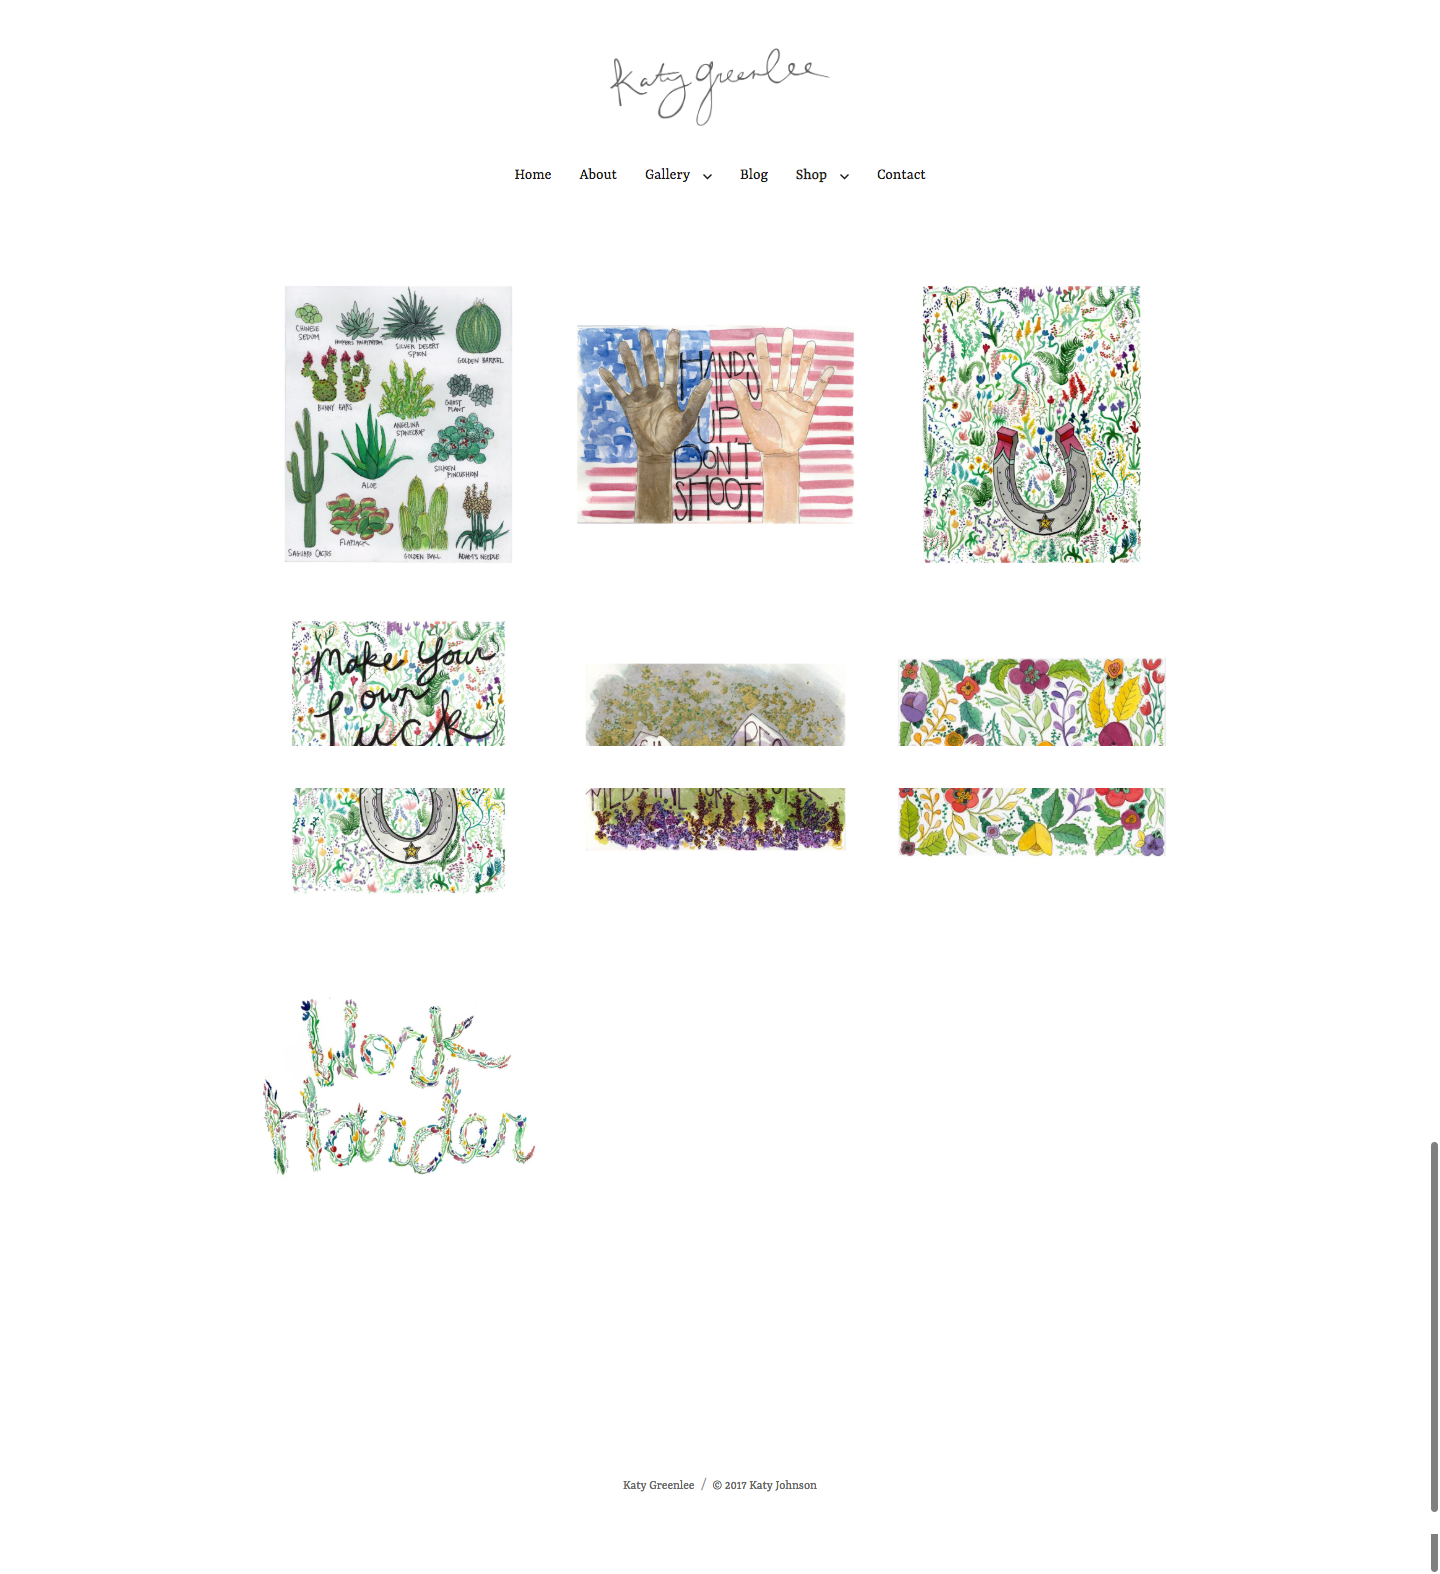 Katy Greenlee
Home About Gallery Blog Shop Contact
CHINESE SEDUM
SILVER DESERT SPOON
GOLDEN BARREL
BUNNY EARS
GHOST PLANT
ANGELINA STONECROP
SILKEN PINCUSHION
ALOE
FLAPJACK
SAGUARO CACTUS
GOLDEN BALL
ADAM'S NEEDLE
HANDS
UP,
DON'T
SHOOT
Make Your
own
Luck
Work
Harder
Katy Greenlee / © 2017 Katy Johnson